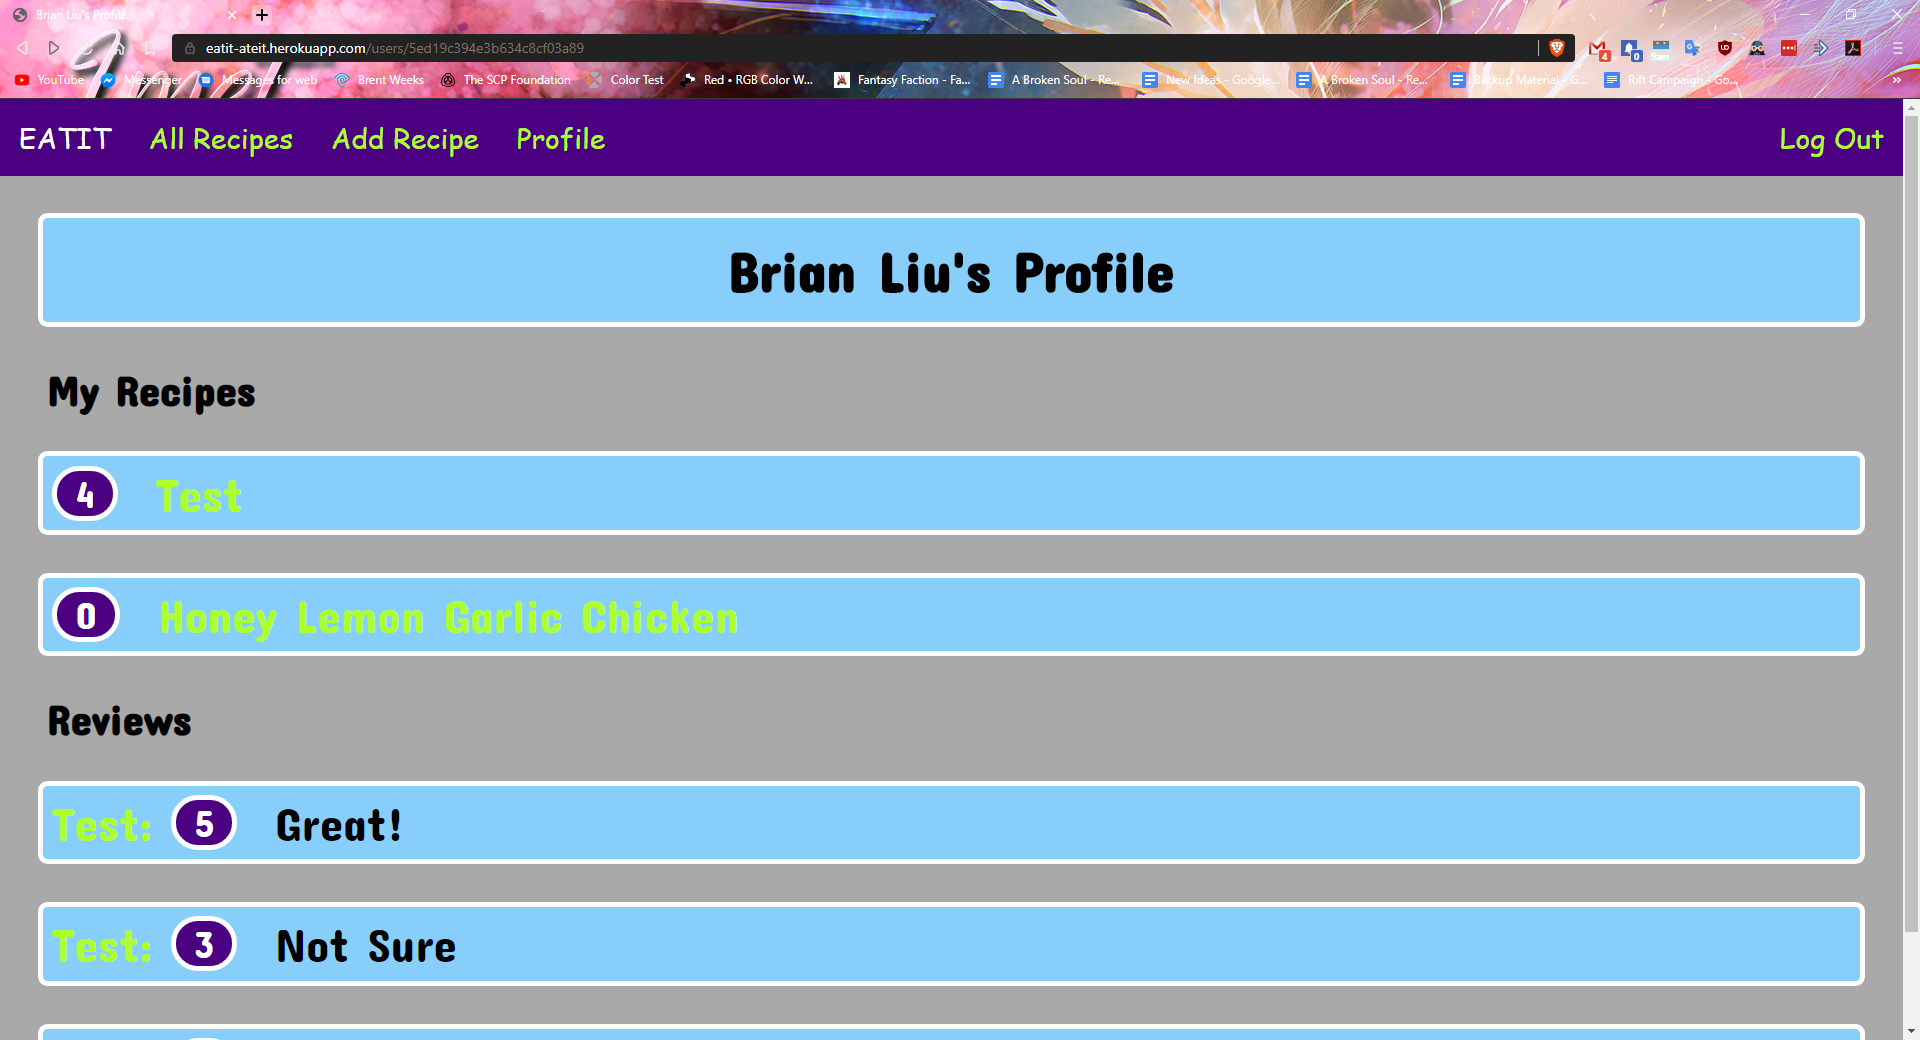 Brian Liu's Profile
eatit-ateit.herokuapp.com/users/5ed19c394e3b634c8cf03a89
4 0 9am
YouTube Messenger Messages for web Brent Weeks The SCP Foundation Color Test Red • RGB Color W... Fantasy Faction - Fa... A Broken Soul - Re... New Ideas - Google... A Broken Soul - Re... Backup Material - G... Rift Campaign - Go... »
EATIT All Recipes Add Recipe Profile Log Out
Brian Liu's Profile
My Recipes
4 Test
0 Honey Lemon Garlic Chicken
Reviews
Test: 5 Great!
Test: 3 Not Sure